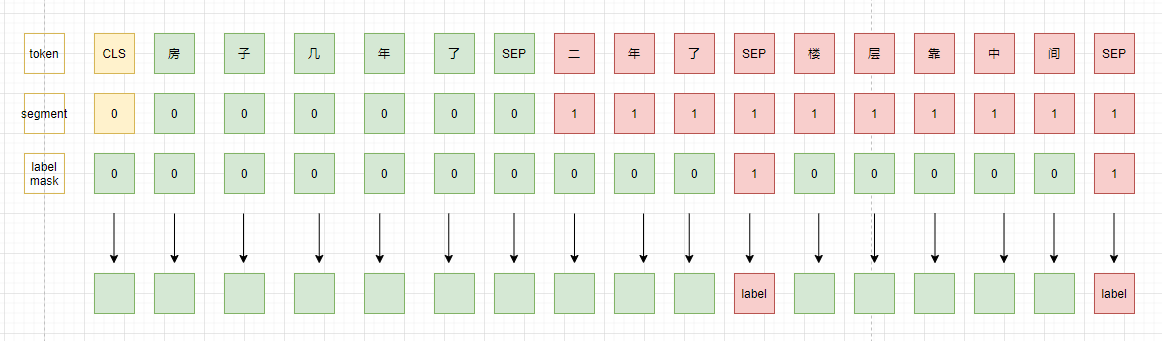 token CLS 房 子 几 年 了 SEP 二 年 了 SEP 楼 层 靠 中 间 SEP
segment 0 0 0 0 0 0 0 1 1 1 1 1 1 1 1 1 1
label mask 0 0 0 0 0 0 0 0 0 0 1 0 0 0 0 0 1
label label